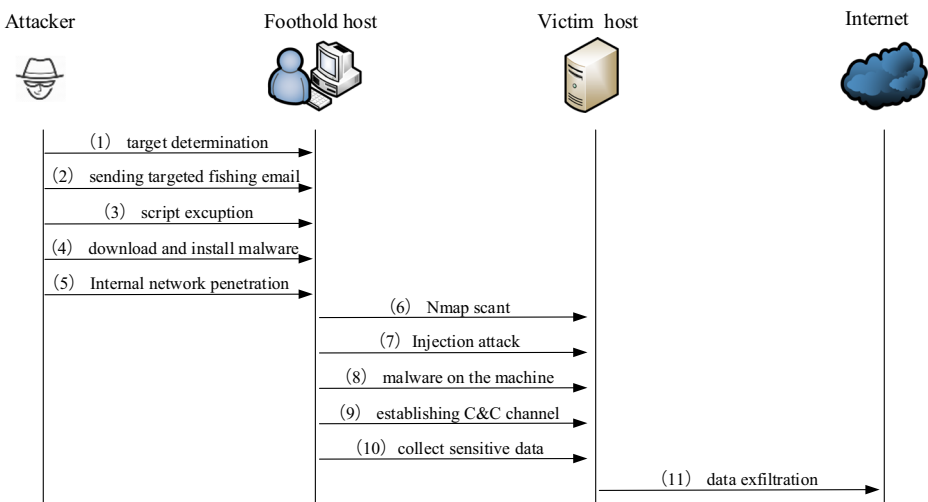 Attacker
Foothold host
Victim host
Internet
(1) target determination
(2) sending targeted fishing email
(3) script excuption
(4) download and install malware
(5) Internal network penetration
(6) Nmap scant
(7) Injection attack
(8) malware on the machine
(9) establishing C&C channel
(10) collect sensitive data
(11) data exfiltration